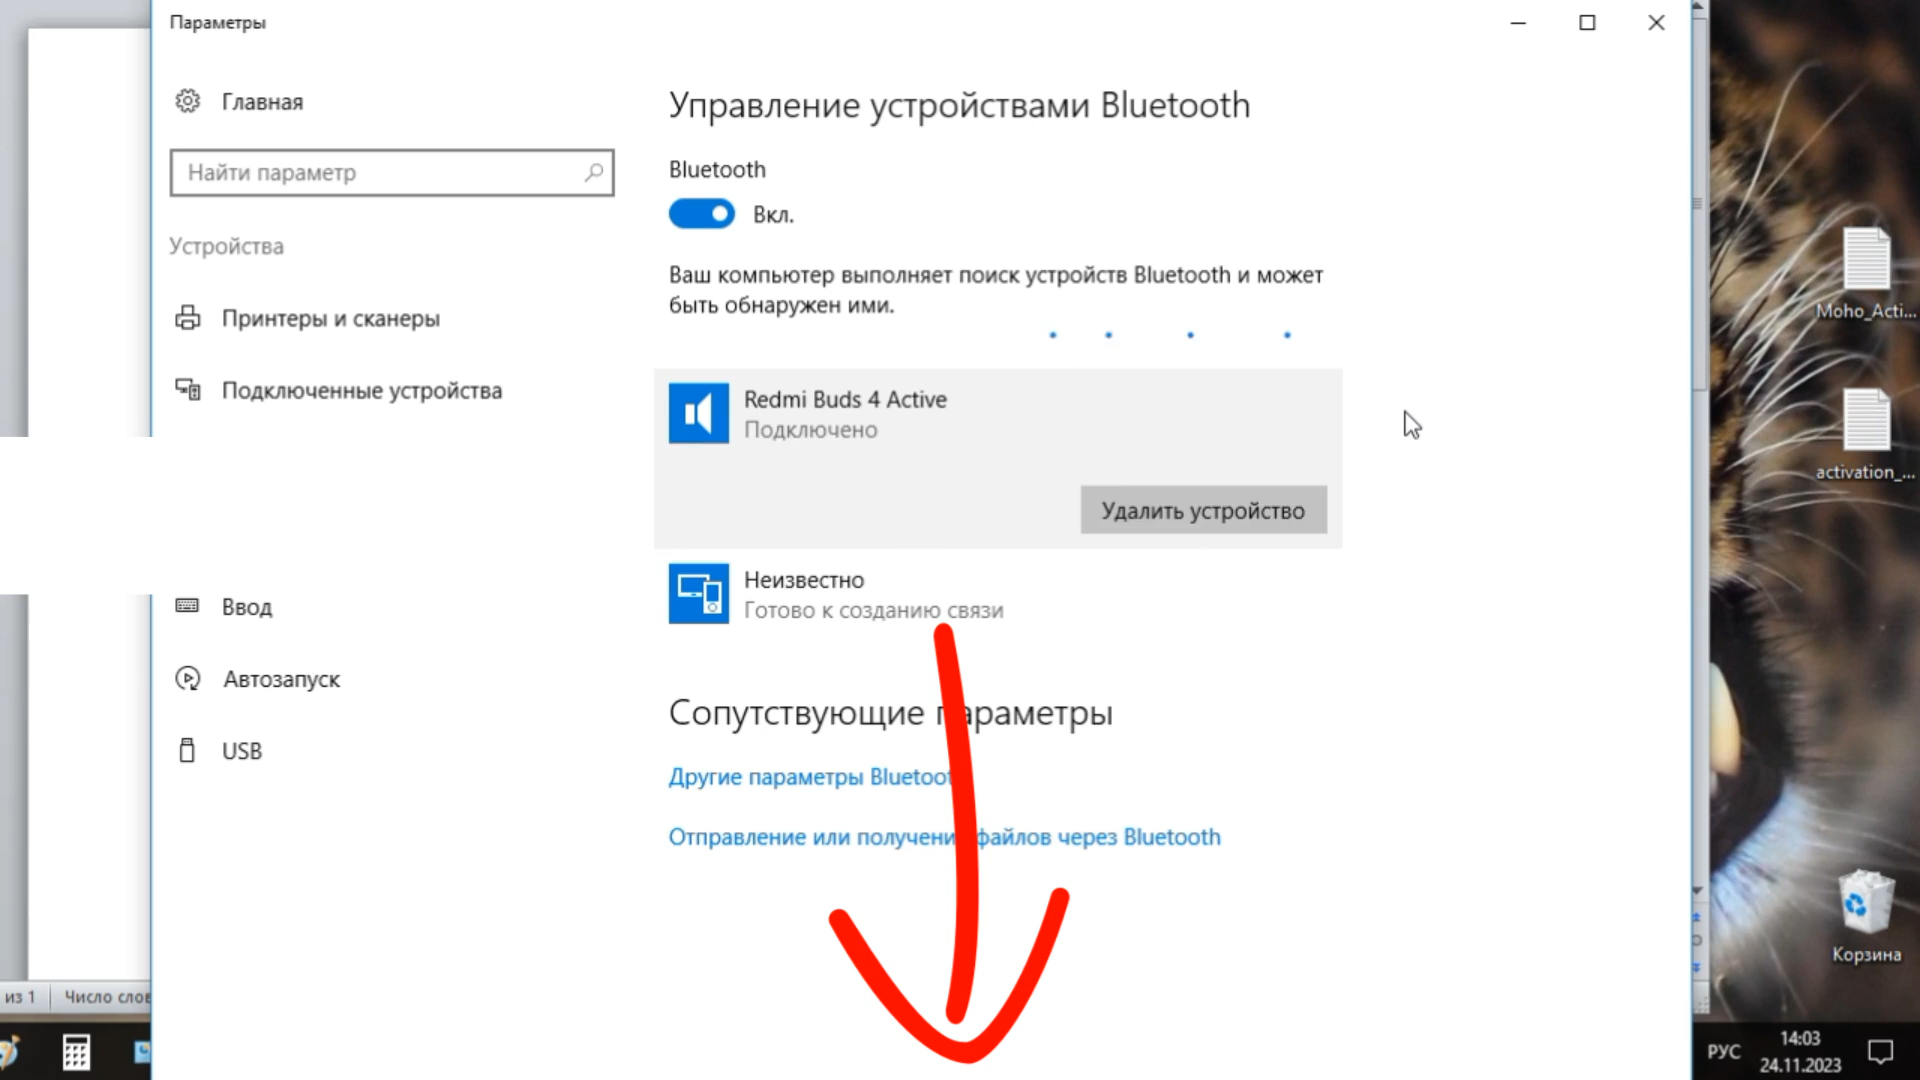 Параметры
Главная
Найти параметр
Устройства
Принтеры и сканеры
Подключенные устройства
Ввод
Автозапуск
USB
Управление устройствами Bluetooth
Bluetooth
Вкл.
Ваш компьютер выполняет поиск устройств Bluetooth и может
быть обнаружен ими.
Redmi Buds 4 Active
Подключено
Удалить устройство
Неизвестно
Готово к созданию связи
Сопутствующие параметры
Другие параметры Bluetoot
Отправление или получени файлов через Bluetooth
Moho_Acti...
activation_...
Корзина
из 1
Число слов
РУС
14:03
24.11.2023